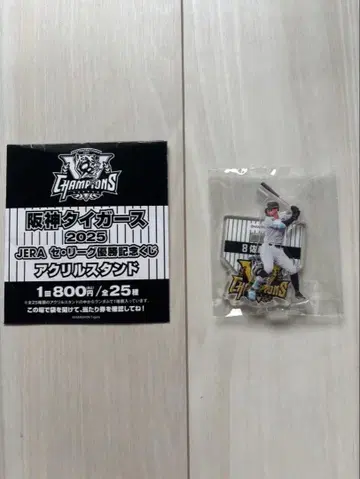 CHAMPIONS
阪神タイガース
2025
JERA セ・リーグ優勝記念くじ
アクリルスタンド
1回800円/全25種
この場で袋を開けて、当たり券を確認してね!
8 佐
CHAMPIONS